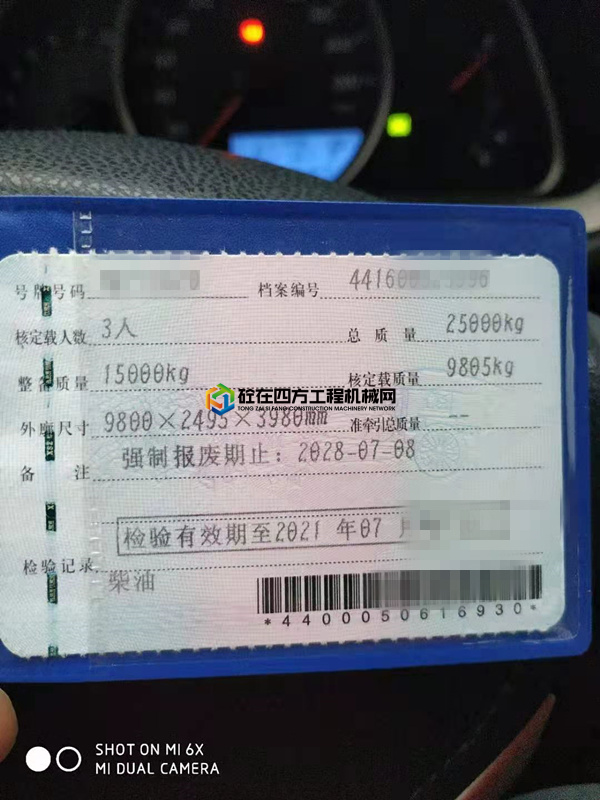 号牌号码
档案编号 441600
核定载人数 3人 总质量 25000kg
整备质量 15000kg 核定载质量 9805kg
砼在四方工程机械网
TONG ZAI SI FANG CONSTRUCTION MACHINERY NETWORK
外廓尺寸 9800×2495×3980mm 准牵引总质量 --
备注 强制报废期止：2028-07-08
检验有效期至2021 年07 月
检验记录
柴油
*4400050616930*
SHOT ON MI 6X
MI DUAL CAMERA